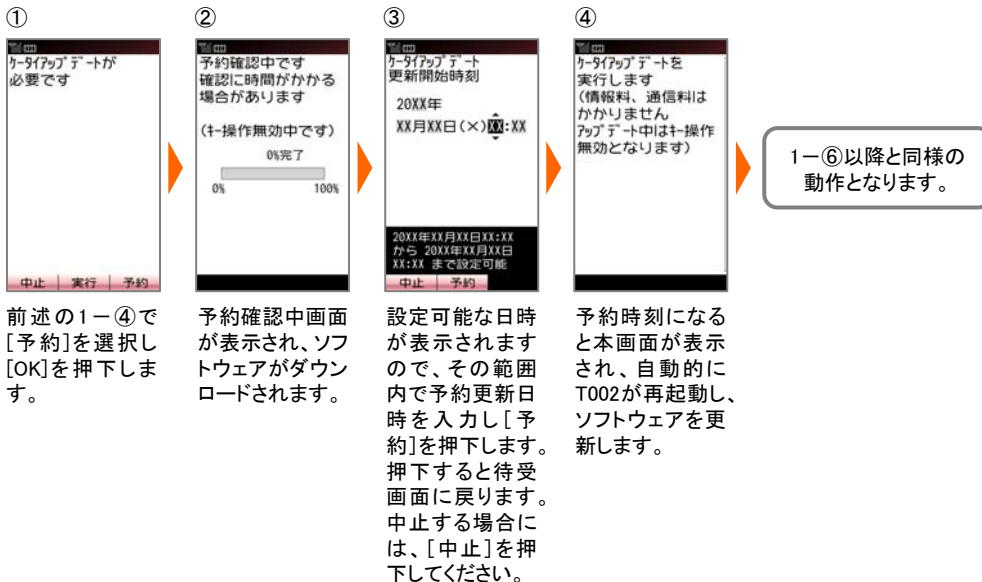 ①
ケータイアップデートが
必要です
中止 実行 予約
前述の1－④で
[予約]を選択し
[OK]を押下しま
す。
②
予約確認中です
確認に時間がかかる
場合があります
(キー操作無効中です)
0%完了
0% 100%
予約確認中画面
が表示され、ソフ
トウェアがダウン
ロードされます。
③
ケータイアップデート
更新開始時刻
20XX年
XX月XX日(×)XX:XX
20XX年XX月XX日XX:XX
から 20XX年XX月XX日
XX:XX まで設定可能
中止 予約
設定可能な日時
が表示されます
ので、その範囲
内で予約更新日
時を入力し[予
約]を押下します。
押下すると待受
画面に戻ります。
中止する場合に
は、[中止]を押
下してください。
④
ケータイアップデートを
実行します
(情報料、通信料は
かかりません
アップデート中はキー操作
無効となります)
予約時刻になる
と本画面が表示
され、自動的に
T002が再起動し、
ソフトウェアを更
新します。
1－⑥以降と同様の
動作となります。